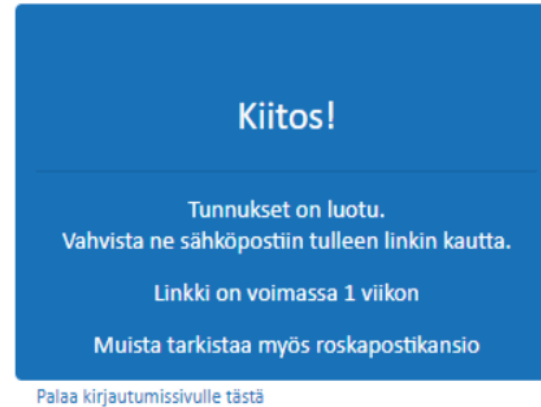 Kiitos!
Tunnukset on luotu.
Vahvista ne sähköpostiin tulleen linkin kautta.
Linkki on voimassa 1 viikon
Muista tarkistaa myös roskapostikansio
Palaa kirjautumissivulle tästä